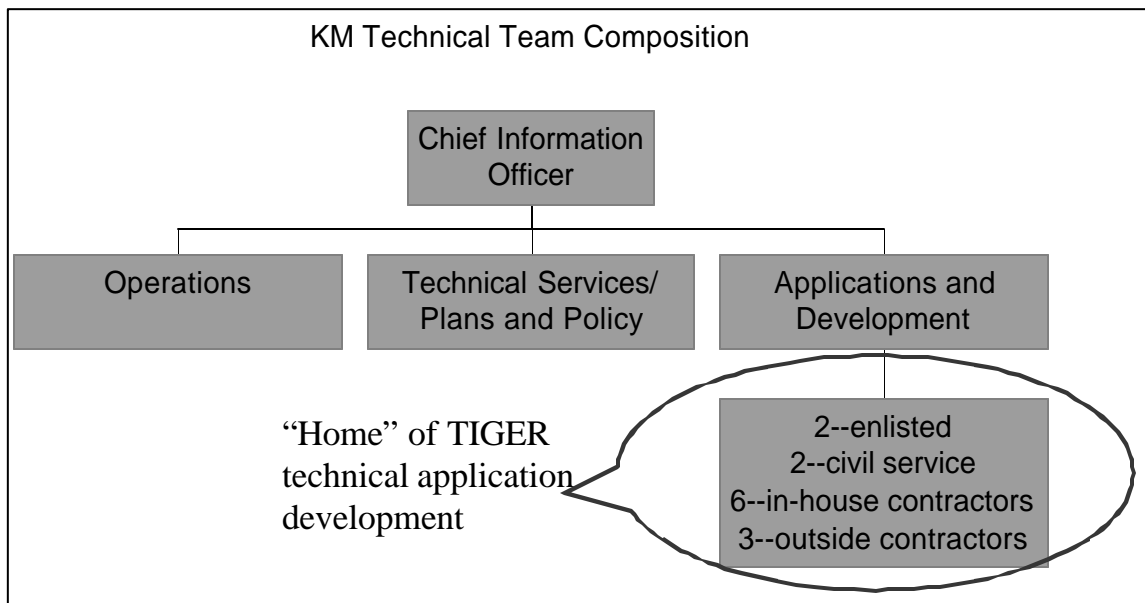 KM Technical Team Composition
Chief Information
Officer
Operations
Technical Services/
Plans and Policy
Applications and
Development
“Home” of TIGER
technical application
development
2--enlisted
2--civil service
6--in-house contractors
3--outside contractors